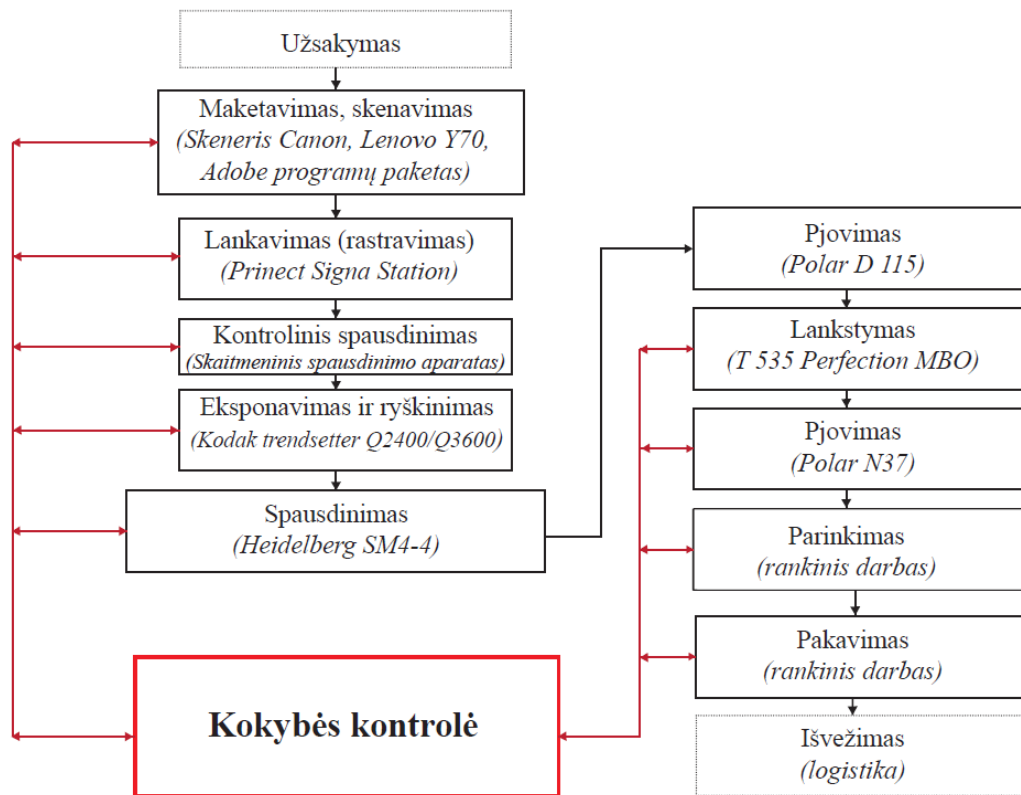 Užsakymas
Maketavimas, skenavimas
(Skeneris Canon, Lenovo Y70,
Adobe programų paketas)
Lankavimas (rastravimas)
(Prinect Signa Station)
Kontrolinis spausdinimas
(Skaitmeninis spausdinimo aparatas)
Eksponavimas ir ryškinimas
(Kodak trendsetter Q2400/Q3600)
Spausdinimas
(Heidelberg SM4-4)
Pjovimas
(Polar D 115)
Lankstymas
(T 535 Perfection MBO)
Pjovimas
(Polar N37)
Parinkimas
(rankinis darbas)
Pakavimas
(rankinis darbas)
Išvežimas
(logistika)
Kokybės kontrolė